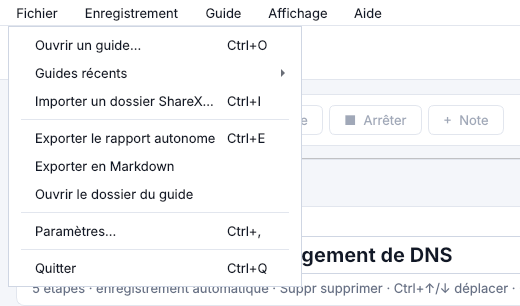 Fichier Enregistrement Guide Affichage Aide
Ouvrir un guide... Ctrl+O
Guides récents
Importer un dossier ShareX... Ctrl+I
Exporter le rapport autonome Ctrl+E
Exporter en Markdown
Ouvrir le dossier du guide
Paramètres... Ctrl+,
Quitter Ctrl+Q
e Arrêter + Note
gement de DNS
5 étapes · enregistrement automatique · Suppr supprimer · Ctrl+↑/↓ déplacer ·